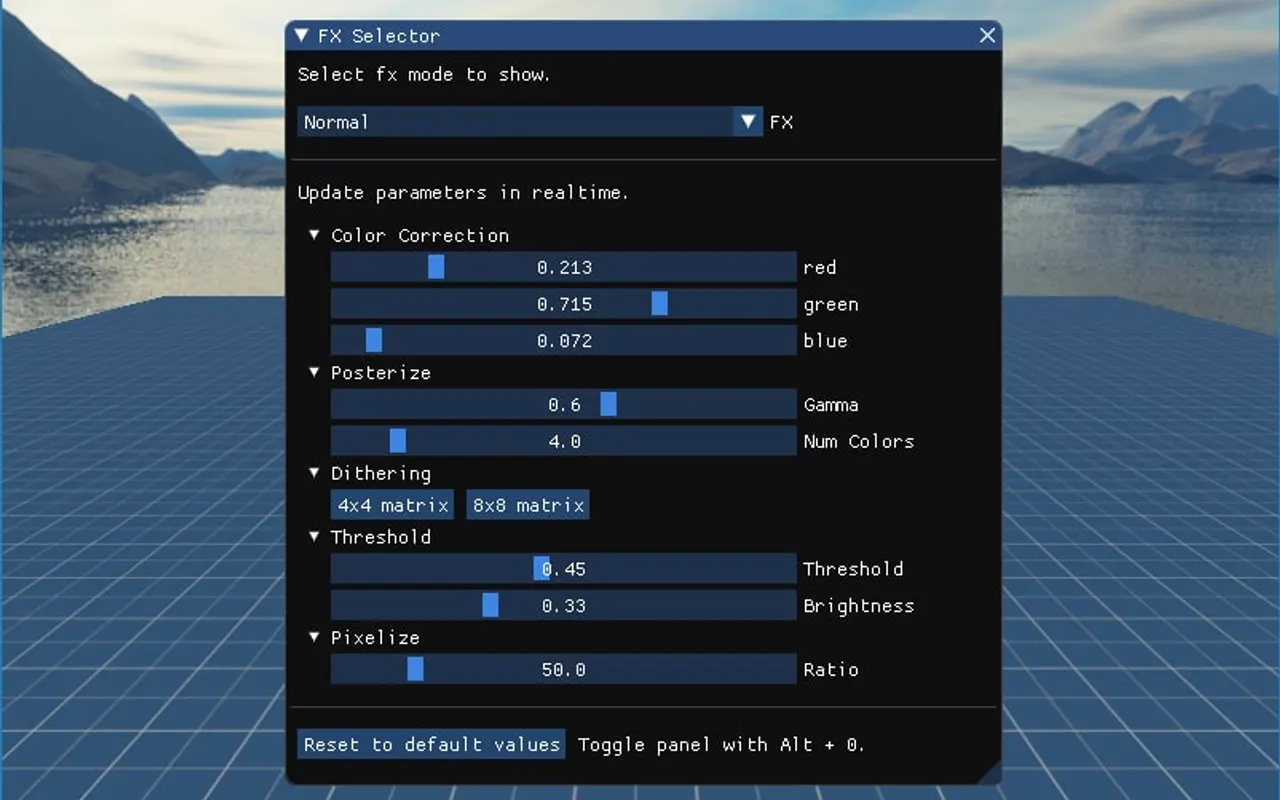 FX Selector
Select fx mode to show.
Normal FX
Update parameters in realtime.
Color Correction
0.213 red
0.715 green
0.072 blue
Posterize
0.6 Gamma
4.0 Num Colors
Dithering
4x4 matrix 8x8 matrix
Threshold
0.45 Threshold
0.33 Brightness
Pixelize
50.0 Ratio
Reset to default values Toggle panel with Alt + 0.